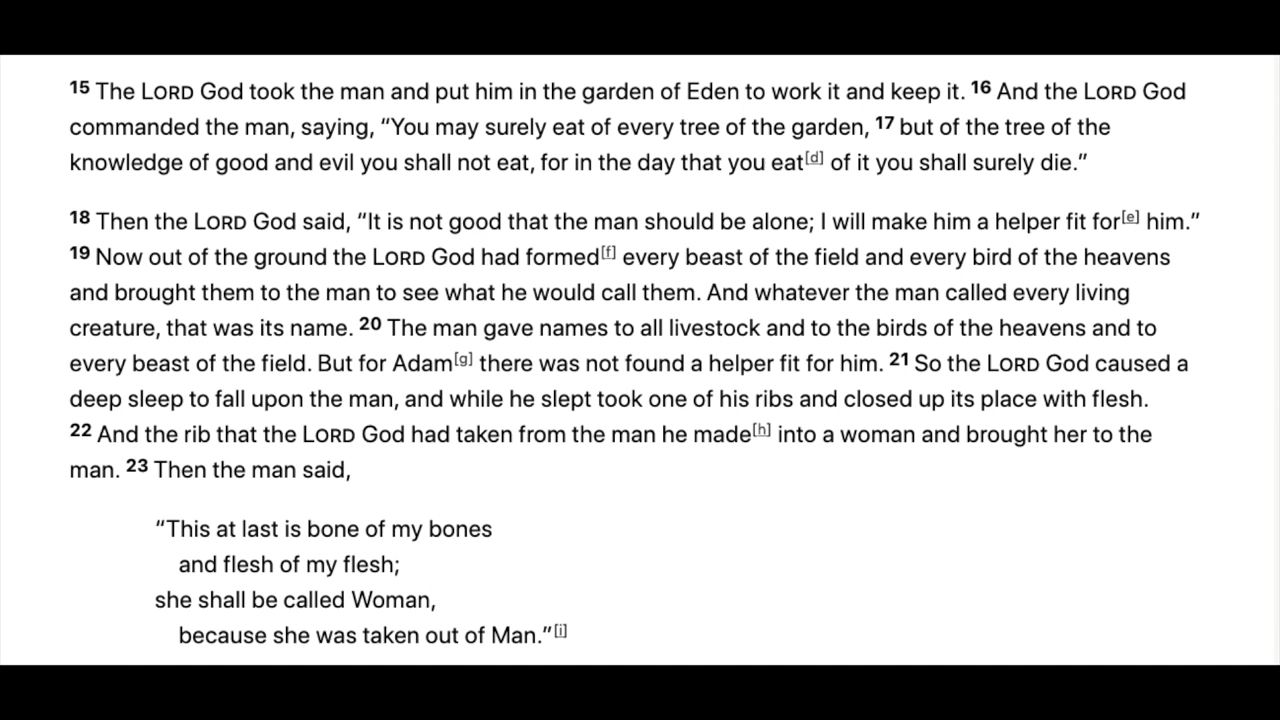 15 The LORD God took the man and put him in the garden of Eden to work it and keep it. 16 And the LORD God
commanded the man, saying, “You may surely eat of every tree of the garden, 17 but of the tree of the
knowledge of good and evil you shall not eat, for in the day that you eat[d] of it you shall surely die.”
18 Then the LORD God said, “It is not good that the man should be alone; I will make him a helper fit for[e] him.”
19 Now out of the ground the LORD God had formed[f] every beast of the field and every bird of the heavens
and brought them to the man to see what he would call them. And whatever the man called every living
creature, that was its name. 20 The man gave names to all livestock and to the birds of the heavens and to
every beast of the field. But for Adam[g] there was not found a helper fit for him. 21 So the LORD God caused a
deep sleep to fall upon the man, and while he slept took one of his ribs and closed up its place with flesh.
22 And the rib that the LORD God had taken from the man he made[h] into a woman and brought her to the
man. 23 Then the man said,
“This at last is bone of my bones
and flesh of my flesh;
she shall be called Woman,
because she was taken out of Man.”[i]